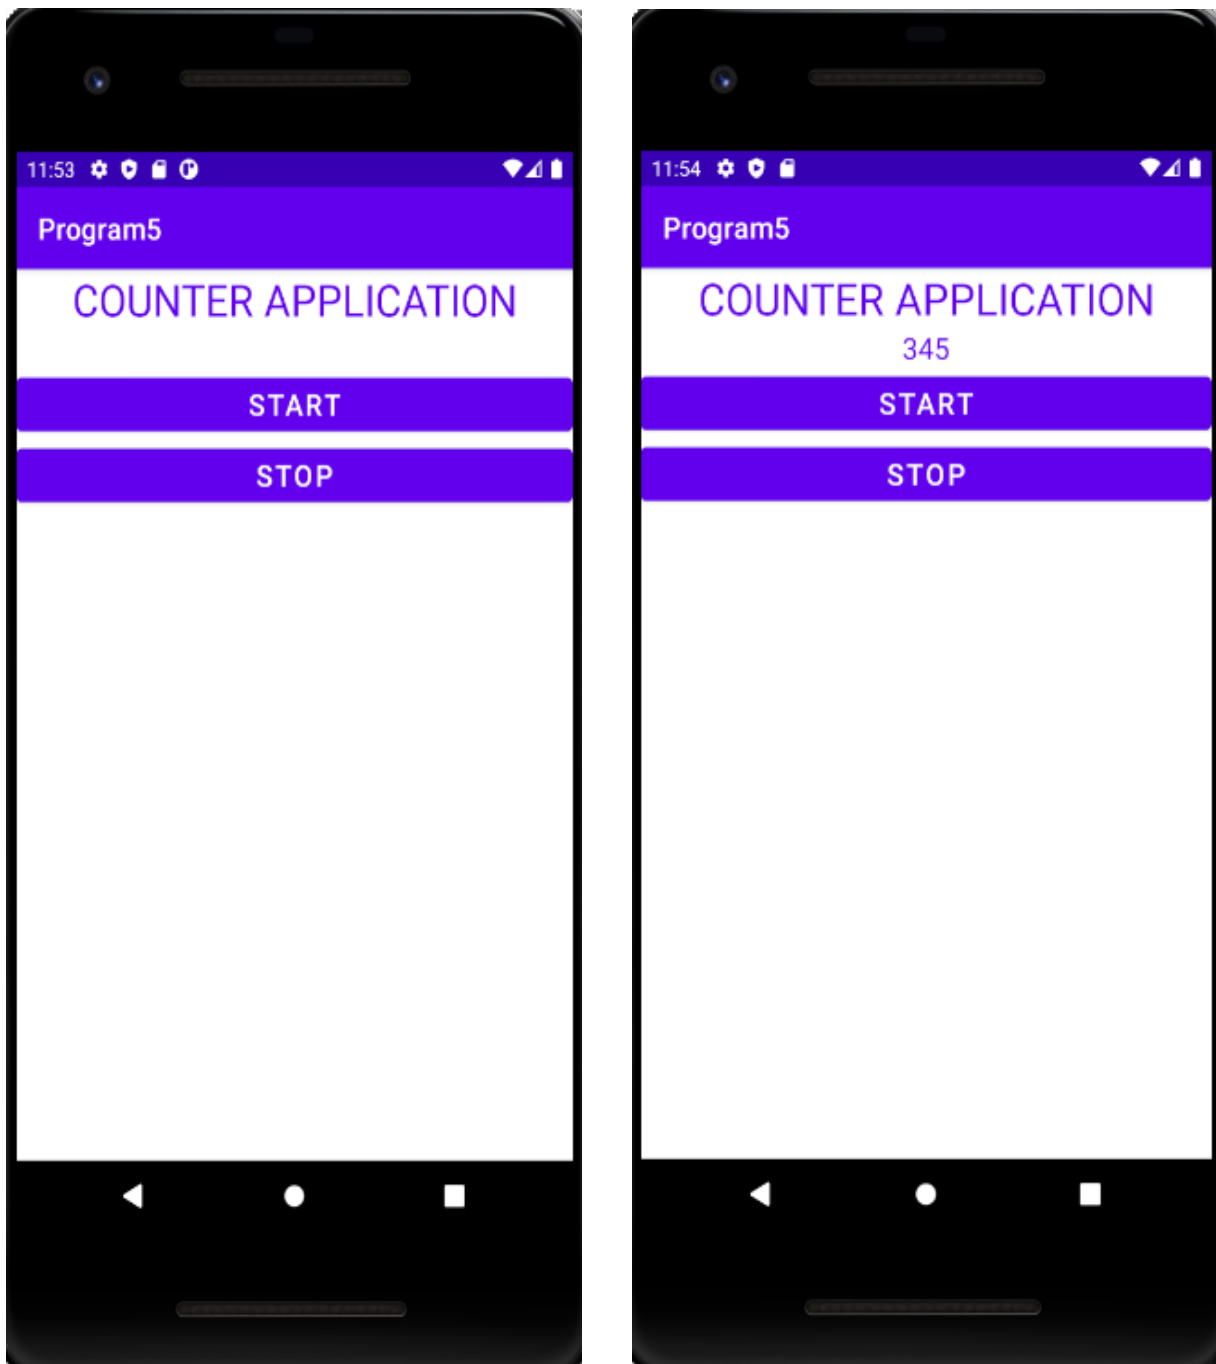 11:53
Program5
COUNTER APPLICATION
START
STOP
11:54
Program5
COUNTER APPLICATION
345
START
STOP